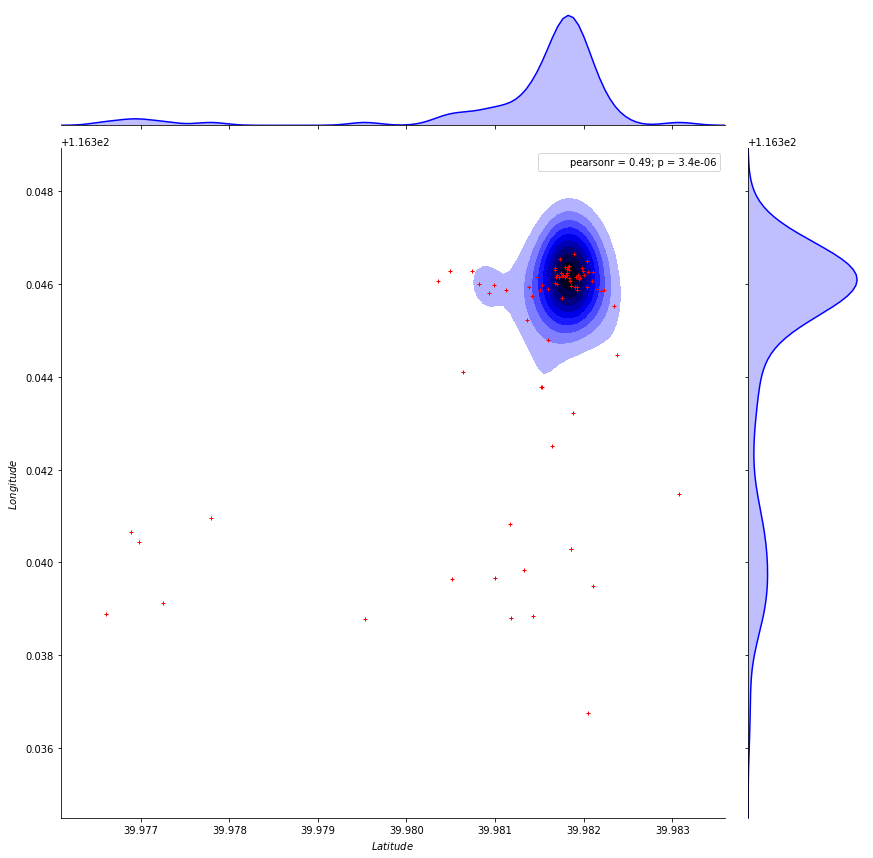 +1.163e2
+1.163e2
pearsonr = 0.49; p = 3.4e-06
0.048
0.046
0.044
0.042
0.040
0.038
0.036
Longitude
39.977 39.978 39.979 39.980 39.981 39.982 39.983
Latitude